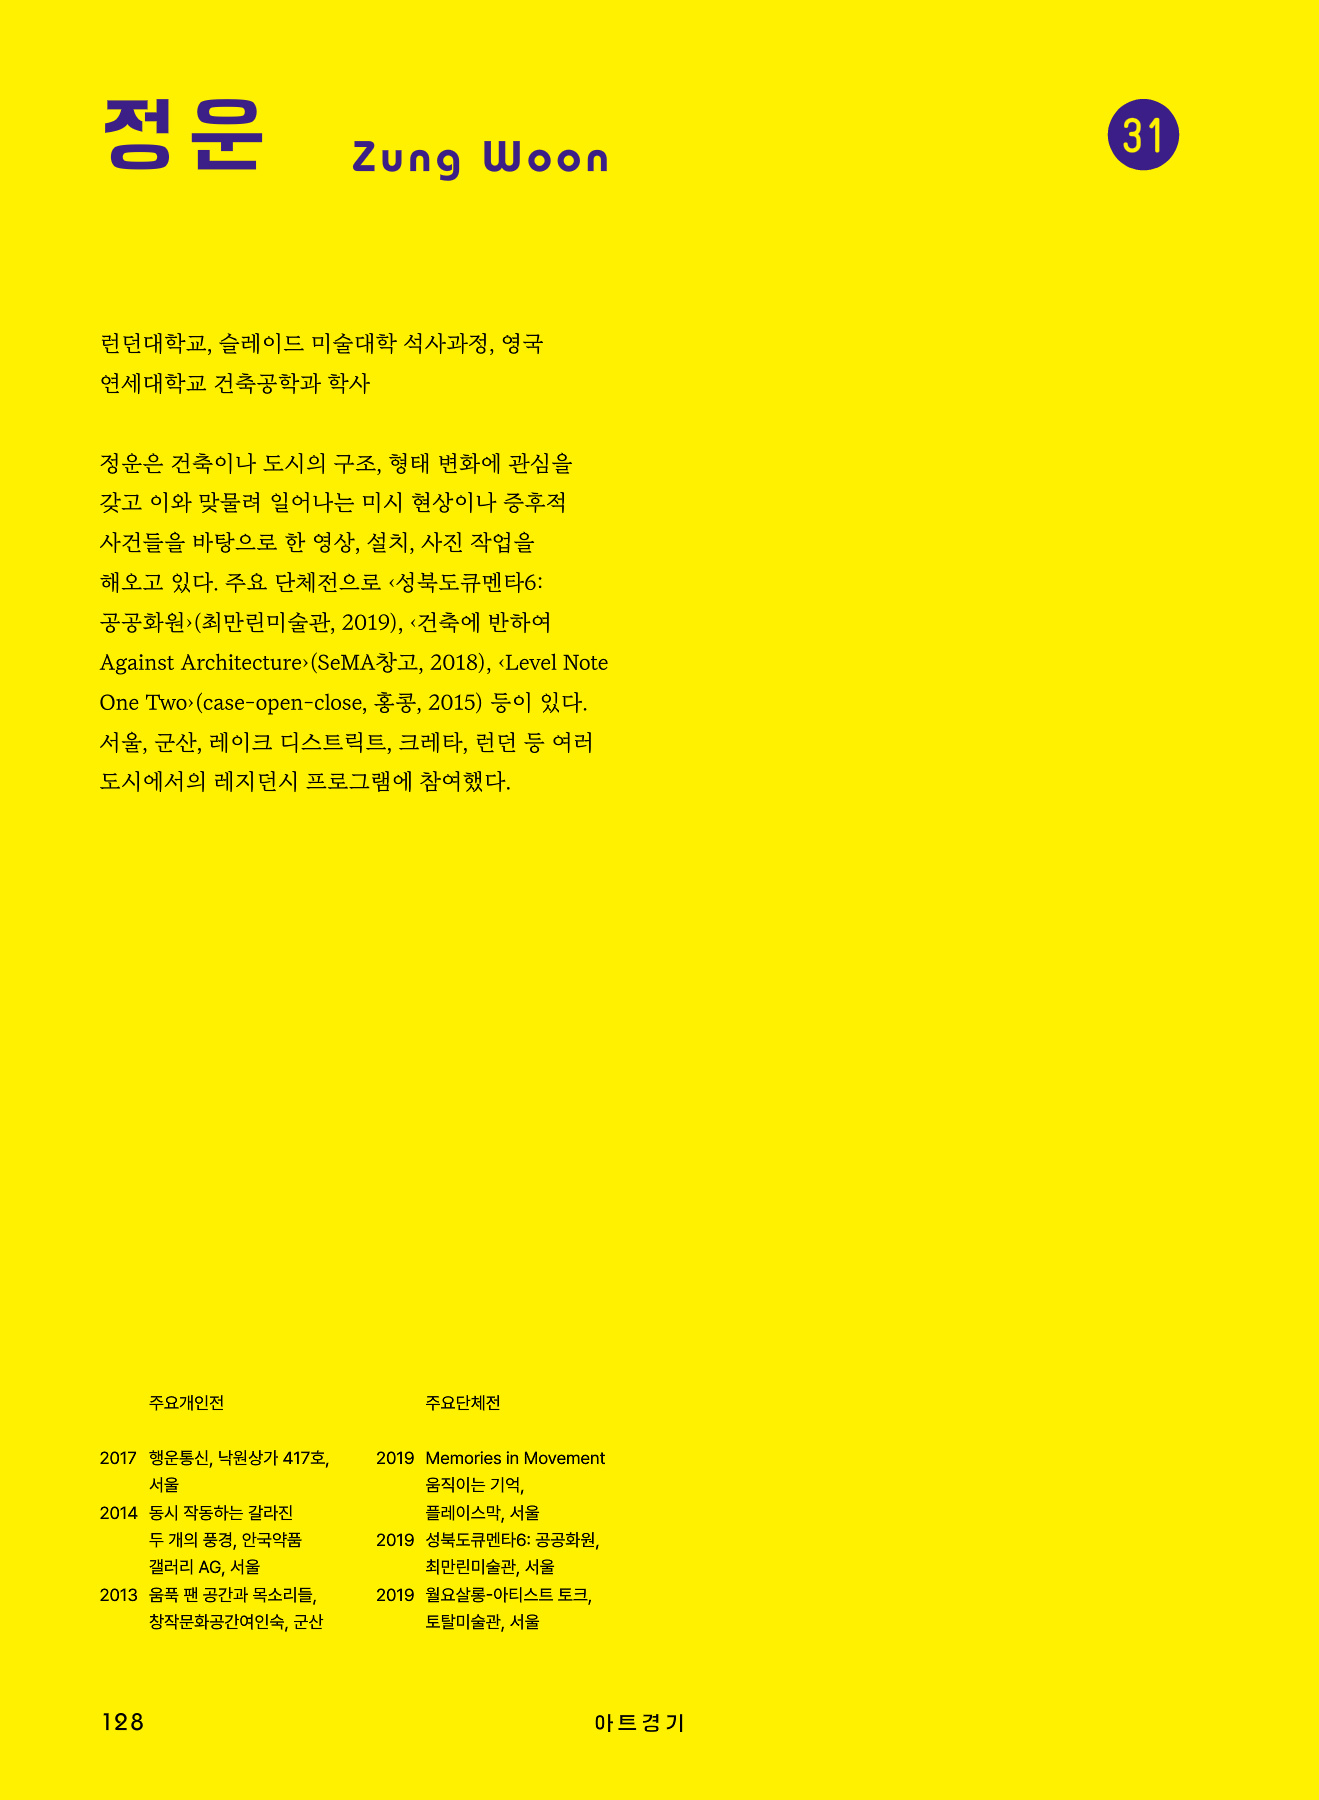 정운
Zung Woon
31
런던대학교, 슬레이드 미술대학 석사과정, 영국
연세대학교 건축공학과 학사
정운은 건축이나 도시의 구조, 형태 변화에 관심을
갖고 이와 맞물려 일어나는 미시 현상이나 증후적
사건들을 바탕으로 한 영상, 설치, 사진 작업을
해오고 있다. 주요 단체전으로 ‹성북도큐멘타6:
공공화원›(최만린미술관, 2019), ‹건축에 반하여
Against Architecture›(SeMA창고, 2018), ‹Level Note
One Two›(case-open-close, 홍콩, 2015) 등이 있다.
서울, 군산, 레이크 디스트릭트, 크레타, 런던 등 여러
도시에서의 레지던시 프로그램에 참여했다.
주요개인전
2017 행운통신, 낙원상가 417호,
서울
2014 동시 작동하는 갈라진
두 개의 풍경, 안국약품
갤러리 AG, 서울
2013 움푹 팬 공간과 목소리들,
창작문화공간여인숙, 군산
주요단체전
2019 Memories in Movement
움직이는 기억,
플레이스막, 서울
2019 성북도큐멘타6: 공공화원,
최만린미술관, 서울
2019 월요살롱-아티스트 토크,
토탈미술관, 서울
128
아트경기